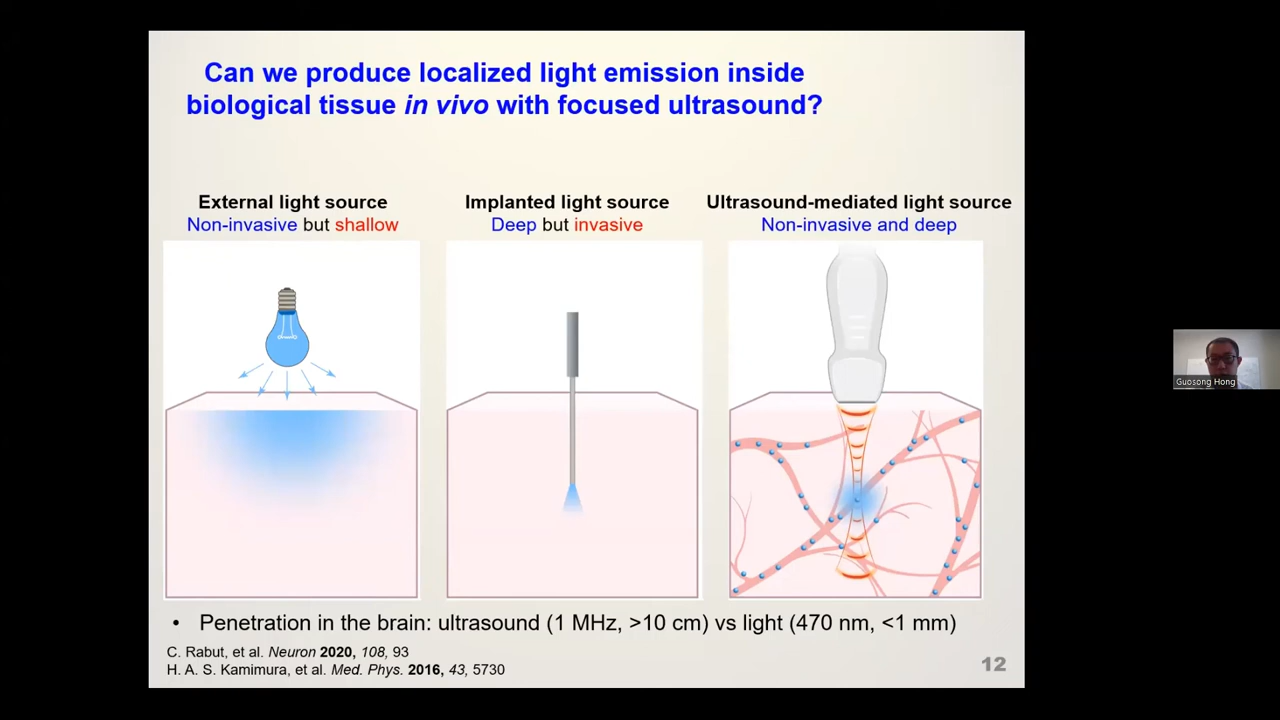 Can we produce localized light emission inside
biological tissue in vivo with focused ultrasound?
External light source
Non-invasive but shallow
Implanted light source
Deep but invasive
Ultrasound-mediated light source
Non-invasive and deep
• Penetration in the brain: ultrasound (1 MHz, >10 cm) vs light (470 nm, <1 mm)
C. Rabut, et al. Neuron 2020, 108, 93
H. A. S. Kamimura, et al. Med. Phys. 2016, 43, 5730
12
Guosong Hong